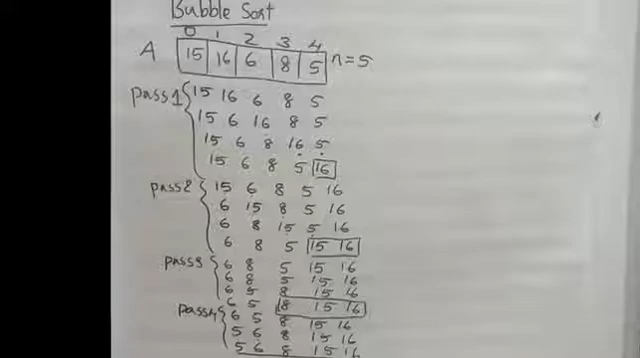 Bubble Sort
0 1 2 3 4
A 15 16 6 8 5 n=5
pass1 15 16 6 8 5
15 6 16 8 5
15 6 8 16 5
15 6 8 5 16
pass2 15 6 8 5 16
6 15 8 5 16
6 8 15 5 16
6 8 5 15 16
pass3 6 8 5 15 16
6 8 5 15 16
6 5 8 15 16
6 5 8 15 16
pass4 6 5 8 15 16
5 6 8 15 16
5 6 8 15 16